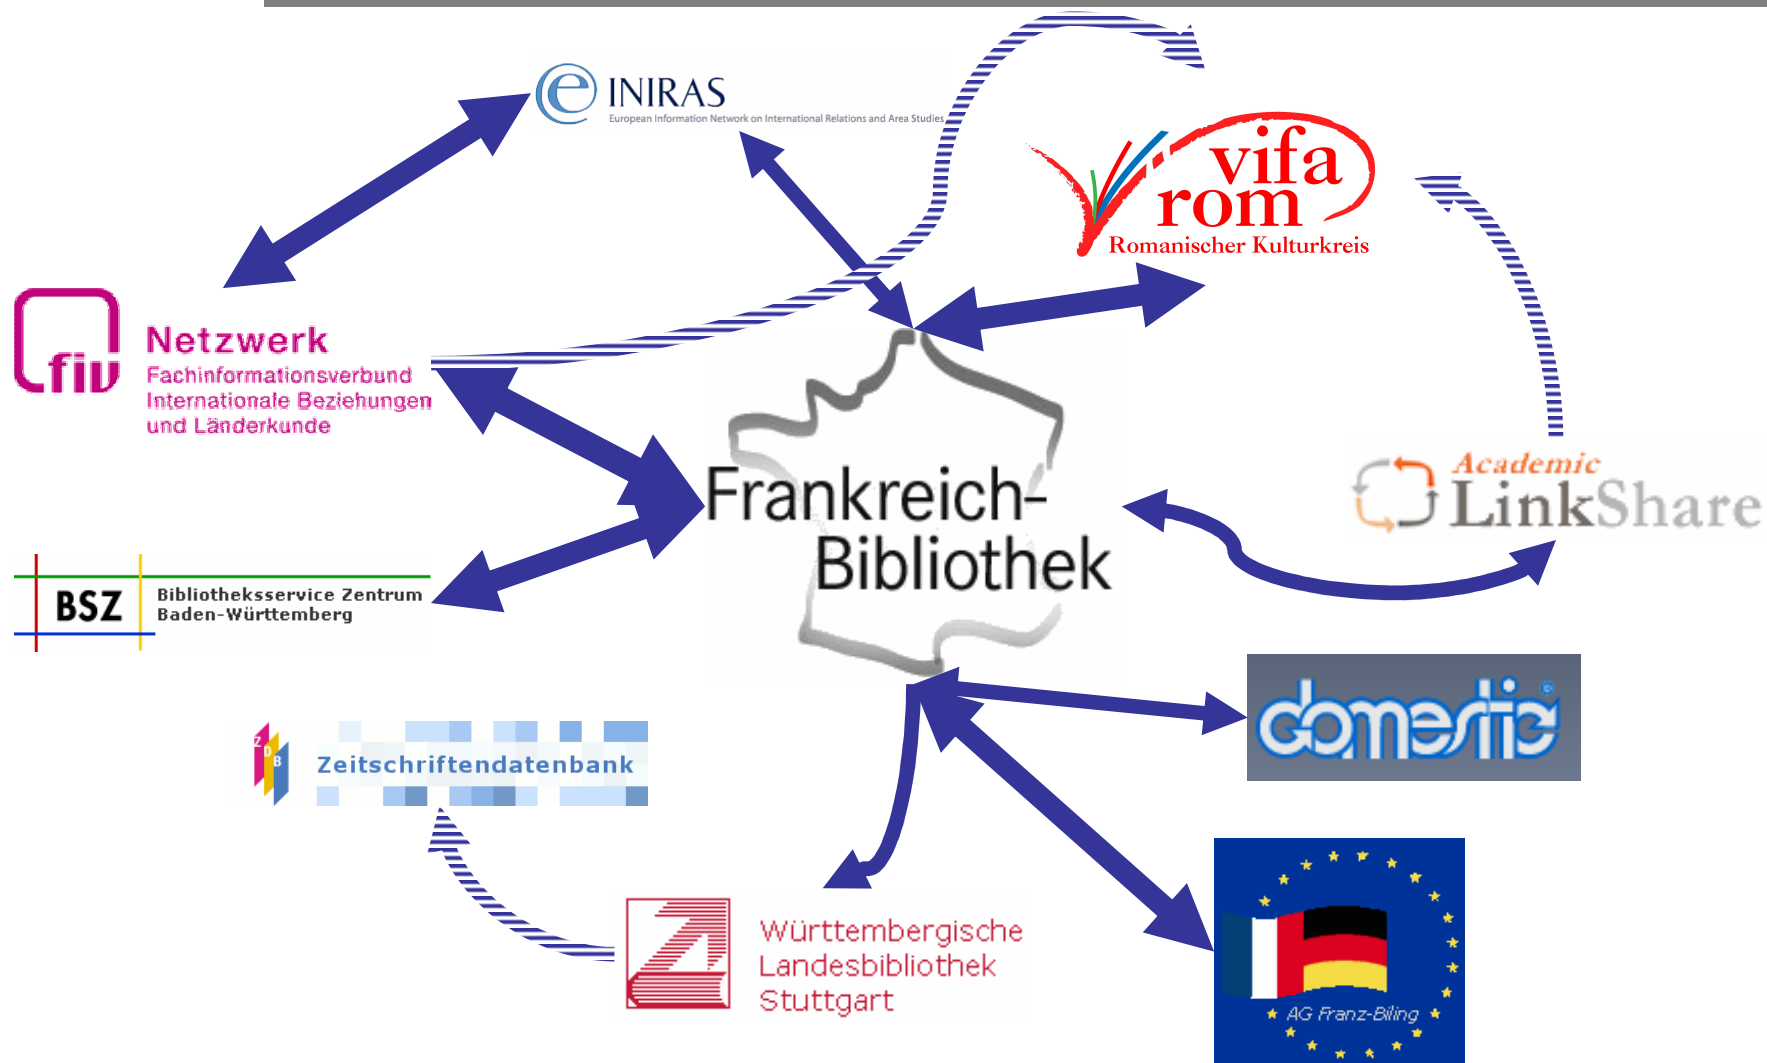 e INIRAS
European Information Network on International Relations and Area Studies
vifa
rom
Romanischer Kulturkreis
fiv
Netzwerk
Fachinformationsverbund
Internationale Beziehungen
und Länderkunde
Academic
LinkShare
Frankreich-
Bibliothek
BSZ
Bibliotheksservice Zentrum
Baden-Württemberg
domestic
ZDB
Zeitschriftendatenbank
Württembergische
Landesbibliothek
Stuttgart
AG Franz-Biling